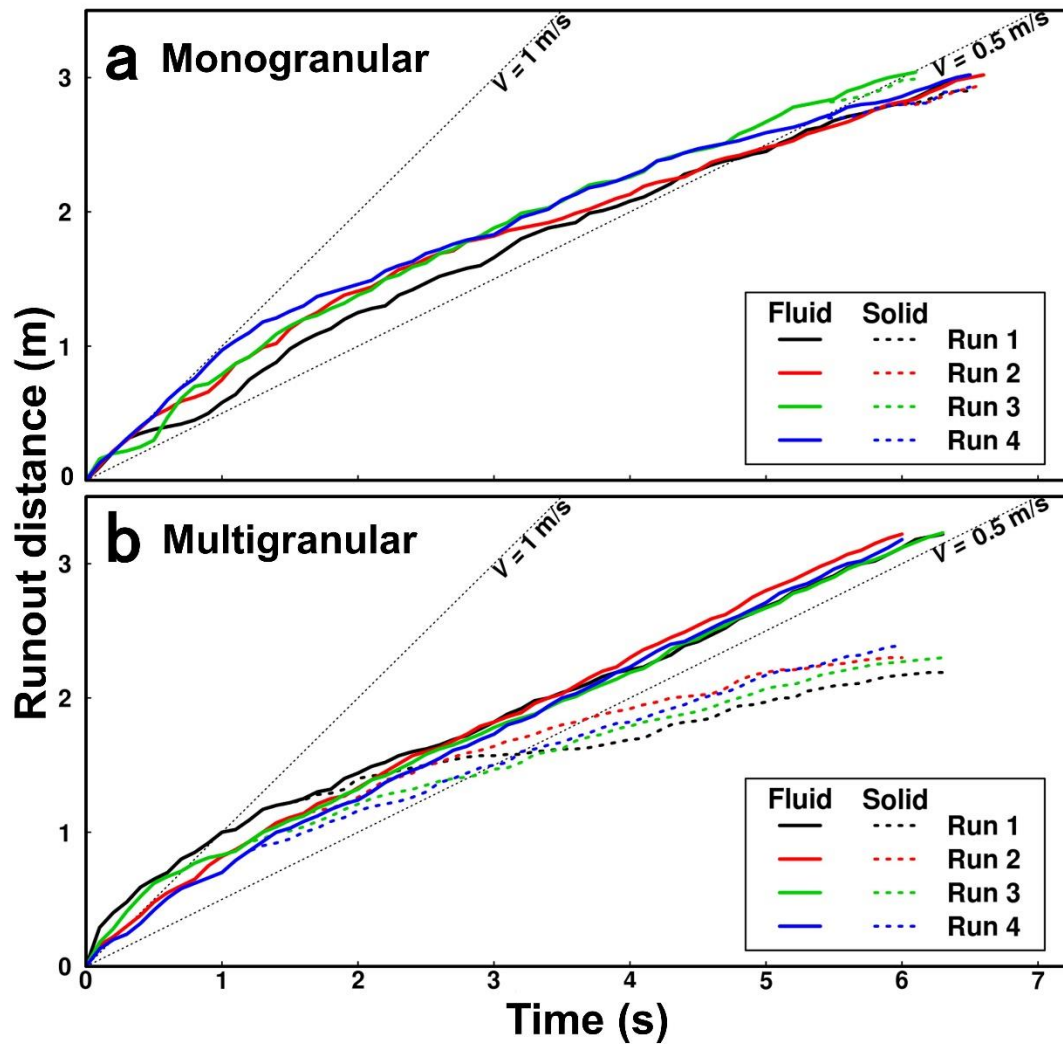 Runout distance (m)
a Monogranular
V = 1 m/s
V = 0.5 m/s
3
2
1
0
Fluid Solid
Run 1
Run 2
Run 3
Run 4
b Multigranular
V = 1 m/s
V = 0.5 m/s
3
2
1
0
Fluid Solid
Run 1
Run 2
Run 3
Run 4
0 1 2 3 4 5 6 7
Time (s)